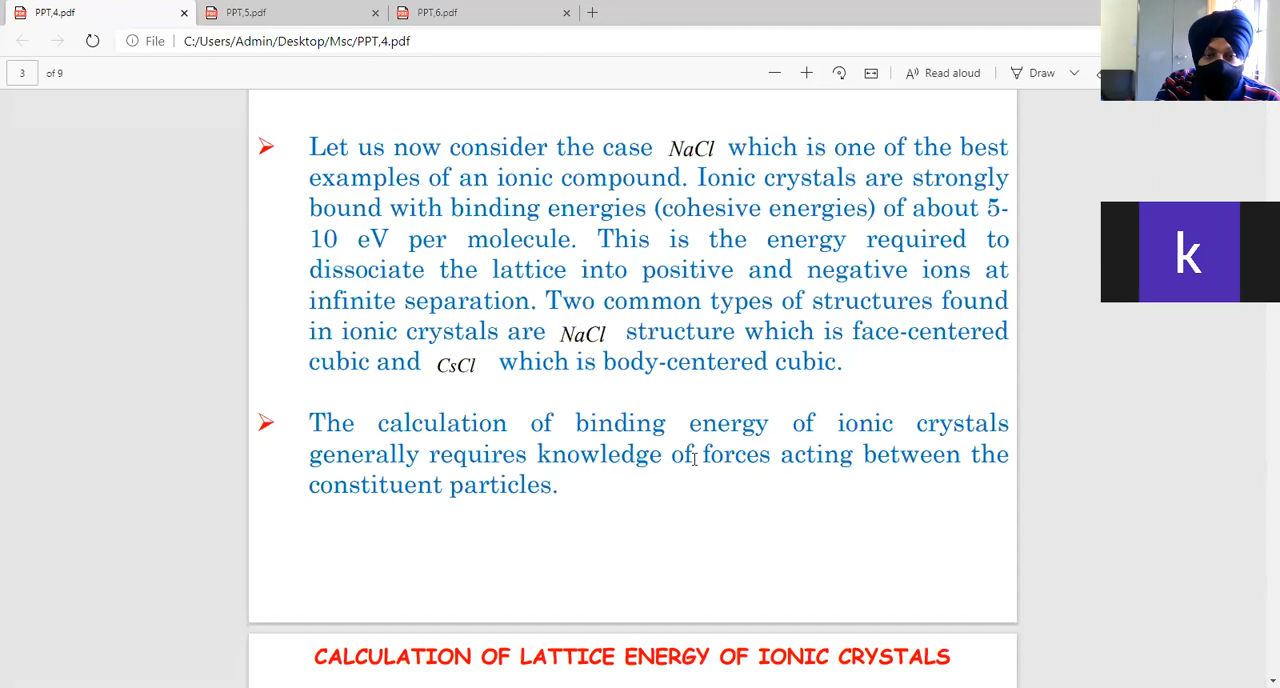 PPT,4.pdf
PPT,5.pdf
PPT,6.pdf
File
C:/Users/Admin/Desktop/Msc/PPT,4.pdf
3 of 9
Read aloud
Draw
Let us now consider the case NaCl which is one of the best
examples of an ionic compound. Ionic crystals are strongly
bound with binding energies (cohesive energies) of about 5-
10 eV per molecule. This is the energy required to
dissociate the lattice into positive and negative ions at
infinite separation. Two common types of structures found
in ionic crystals are NaCl structure which is face-centered
cubic and CsCl which is body-centered cubic.
k
The calculation of binding energy of ionic crystals
generally requires knowledge of forces acting between the
constituent particles.
CALCULATION OF LATTICE ENERGY OF IONIC CRYSTALS